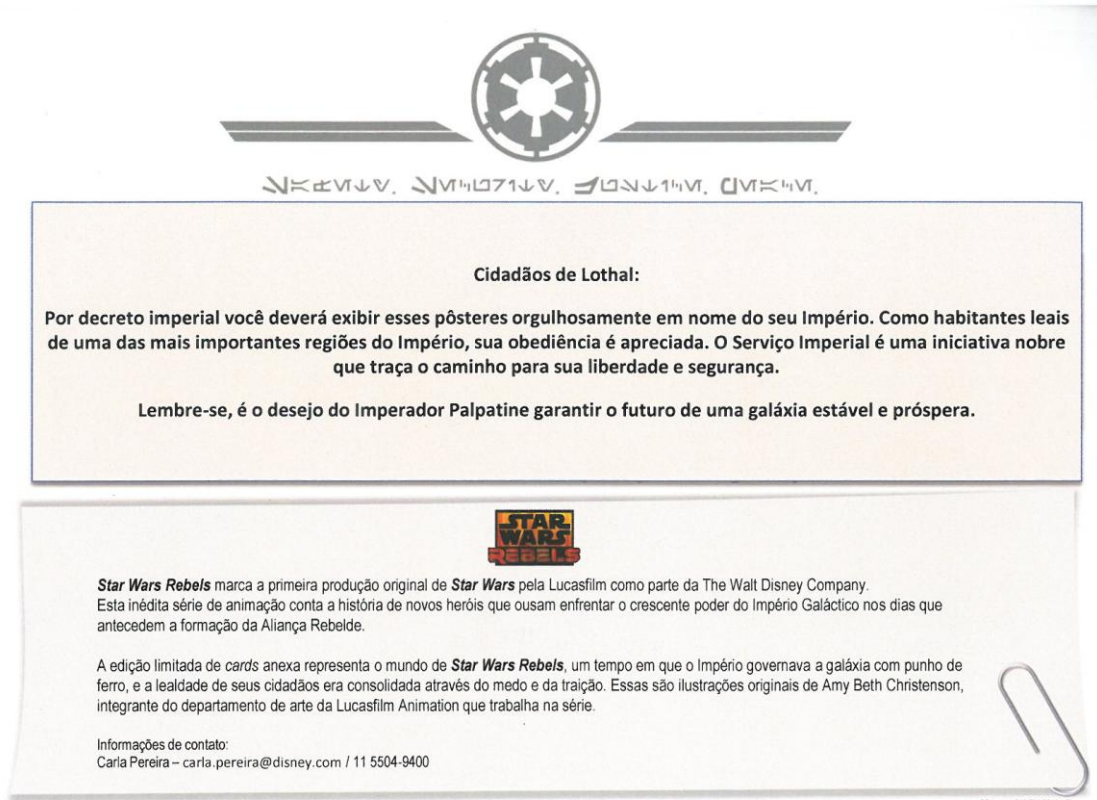 Cidadãos de Lothal:
Por decreto imperial você deverá exibir esses pôsteres orgulhosamente em nome do seu Império. Como habitantes leais
de uma das mais importantes regiões do Império, sua obediência é apreciada. O Serviço Imperial é uma iniciativa nobre
que traça o caminho para sua liberdade e segurança.
Lembre-se, é o desejo do Imperador Palpatine garantir o futuro de uma galáxia estável e próspera.
STAR
WARS
REBELS
Star Wars Rebels marca a primeira produção original de Star Wars pela Lucasfilm como parte da The Walt Disney Company.
Esta inédita série de animação conta a história de novos heróis que ousam enfrentar o crescente poder do Império Galáctico nos dias que
antecedem a formação da Aliança Rebelde.
A edição limitada de cards anexa representa o mundo de Star Wars Rebels, um tempo em que o Império governava a galáxia com punho de
ferro, e a lealdade de seus cidadãos era consolidada através do medo e da traição. Essas são ilustrações originais de Amy Beth Christenson,
integrante do departamento de arte da Lucasfilm Animation que trabalha na série.
Informações de contato:
Carla Pereira – carla.pereira@disney.com / 11 5504-9400